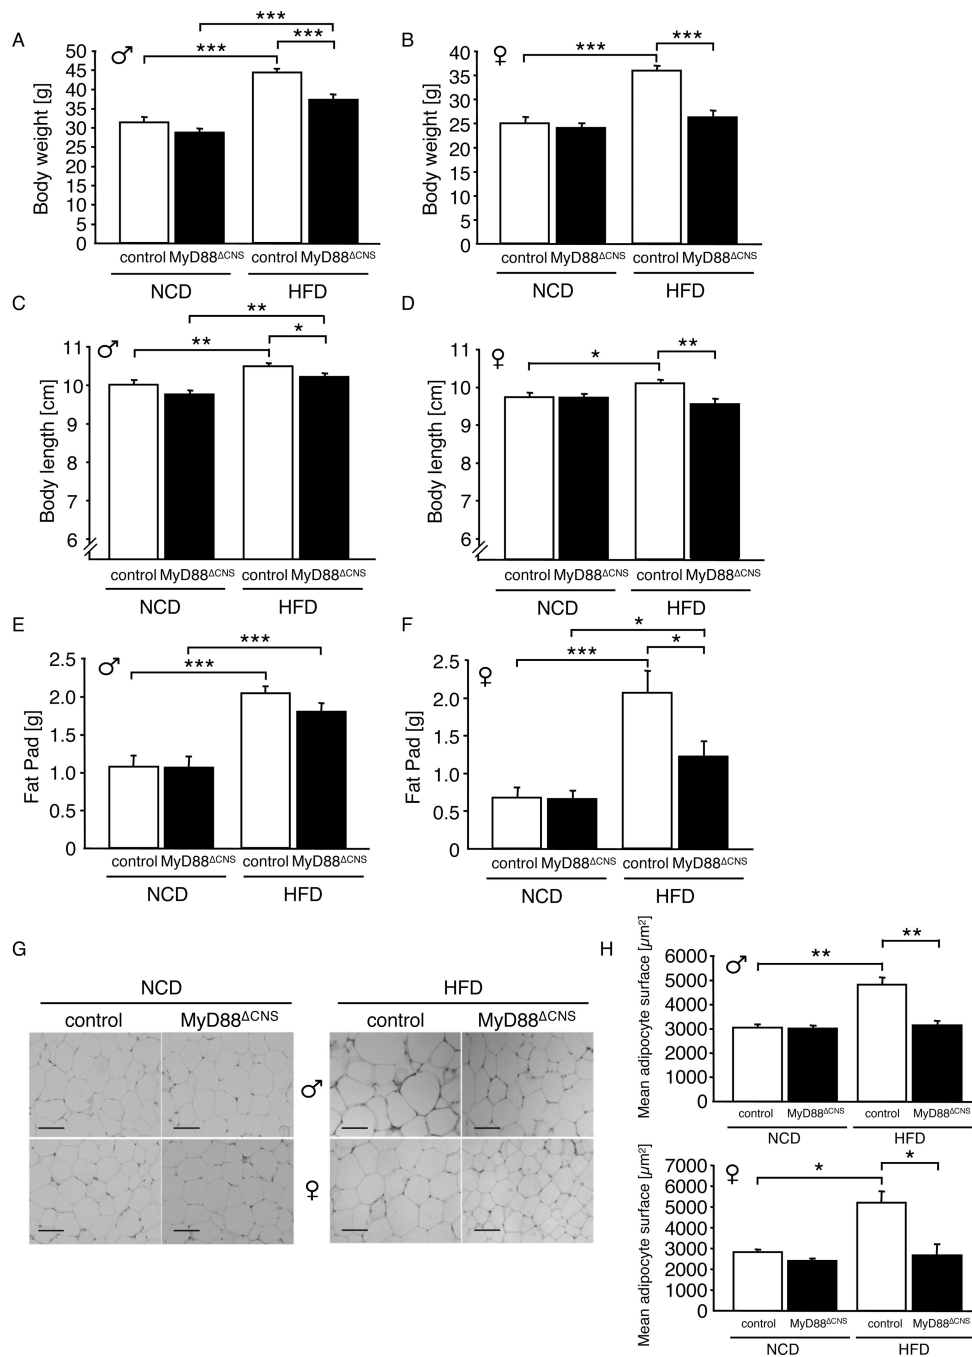 A
***
***
***
♂
Body weight [g]
50
45
40
35
30
25
20
15
10
5
0
control MyD88ΔCNS control MyD88ΔCNS
NCD HFD
B
***
***
♀
Body weight [g]
40
35
30
25
20
15
10
5
0
control MyD88ΔCNS control MyD88ΔCNS
NCD HFD
C
**
**
*
♂
Body length [cm]
11
10
9
8
7
6
control MyD88ΔCNS control MyD88ΔCNS
NCD HFD
D
*
**
♀
Body length [cm]
11
10
9
8
7
6
control MyD88ΔCNS control MyD88ΔCNS
NCD HFD
E
***
***
♂
Fat Pad [g]
2.5
2.0
1.5
1.0
0.5
0
control MyD88ΔCNS control MyD88ΔCNS
NCD HFD
F
*
***
*
♀
Fat Pad [g]
2.5
2.0
1.5
1.0
0.5
0
control MyD88ΔCNS control MyD88ΔCNS
NCD HFD
G
NCD HFD
control MyD88ΔCNS control MyD88ΔCNS
♂
♀
H
**
**
♂
Mean adipocyte surface [µm²]
6000
5000
4000
3000
2000
1000
0
control MyD88ΔCNS control MyD88ΔCNS
NCD HFD
*
*
♀
Mean adipocyte surface [µm²]
7000
6000
5000
4000
3000
2000
1000
0
control MyD88ΔCNS control MyD88ΔCNS
NCD HFD